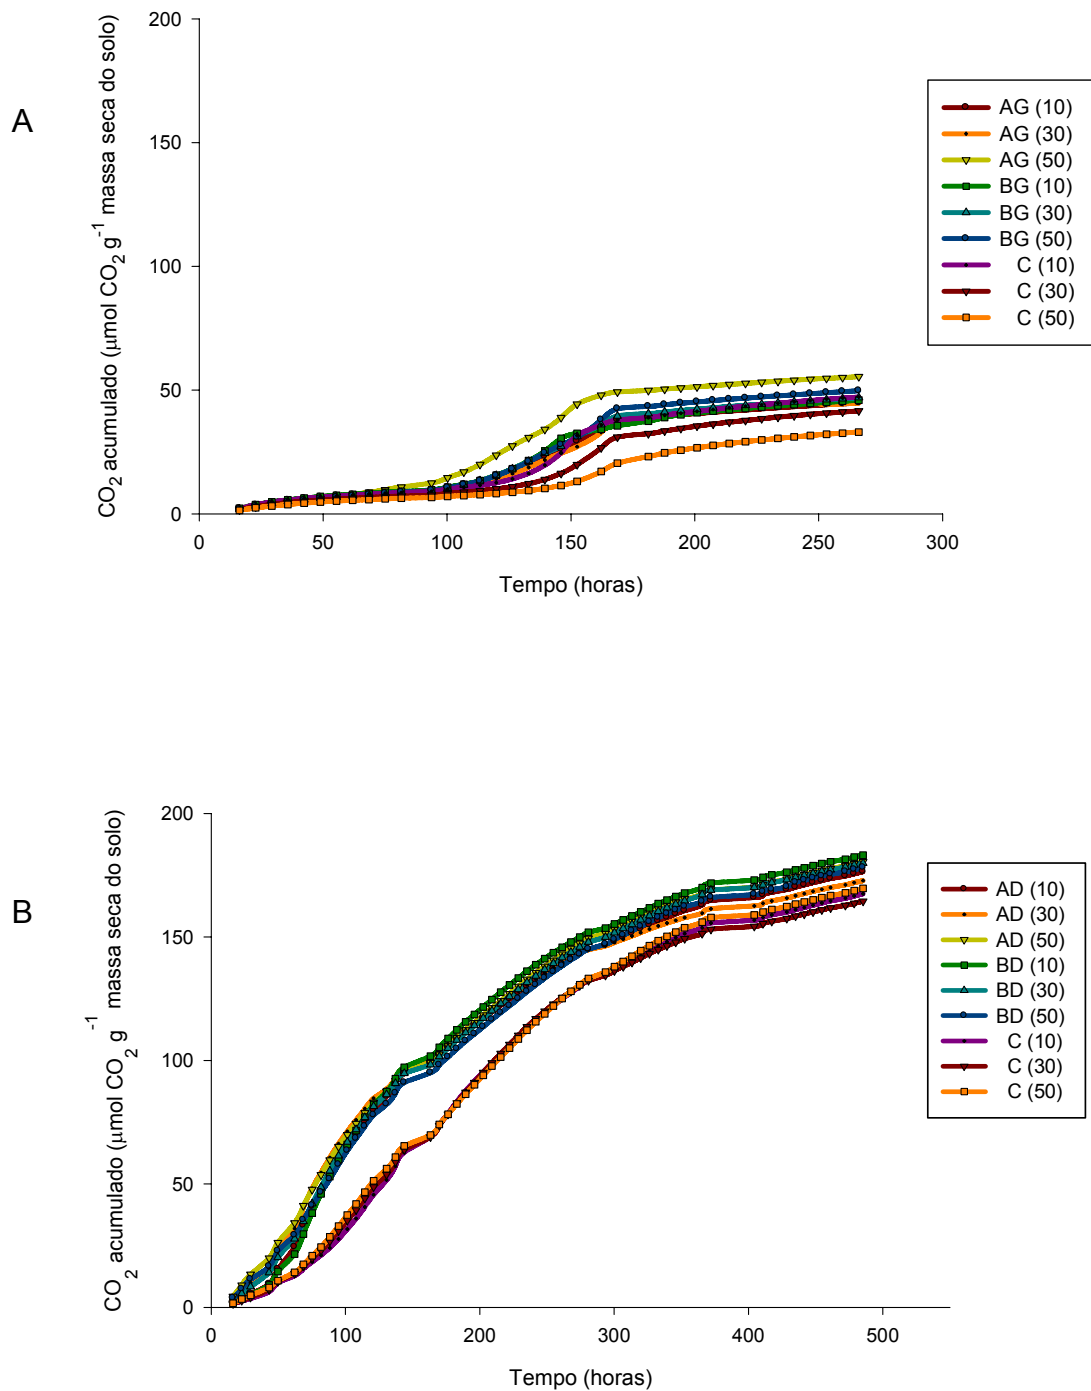 A
CO2 acumulado (μmol CO2 g-1 massa seca do solo)
200
150
100
50
0
0 50 100 150 200 250 300
Tempo (horas)
AG (10)
AG (30)
AG (50)
BG (10)
BG (30)
BG (50)
C (10)
C (30)
C (50)
B
CO2 acumulado (μmol CO2 g-1 massa seca do solo)
200
150
100
50
0
0 100 200 300 400 500
Tempo (horas)
AD (10)
AD (30)
AD (50)
BD (10)
BD (30)
BD (50)
C (10)
C (30)
C (50)